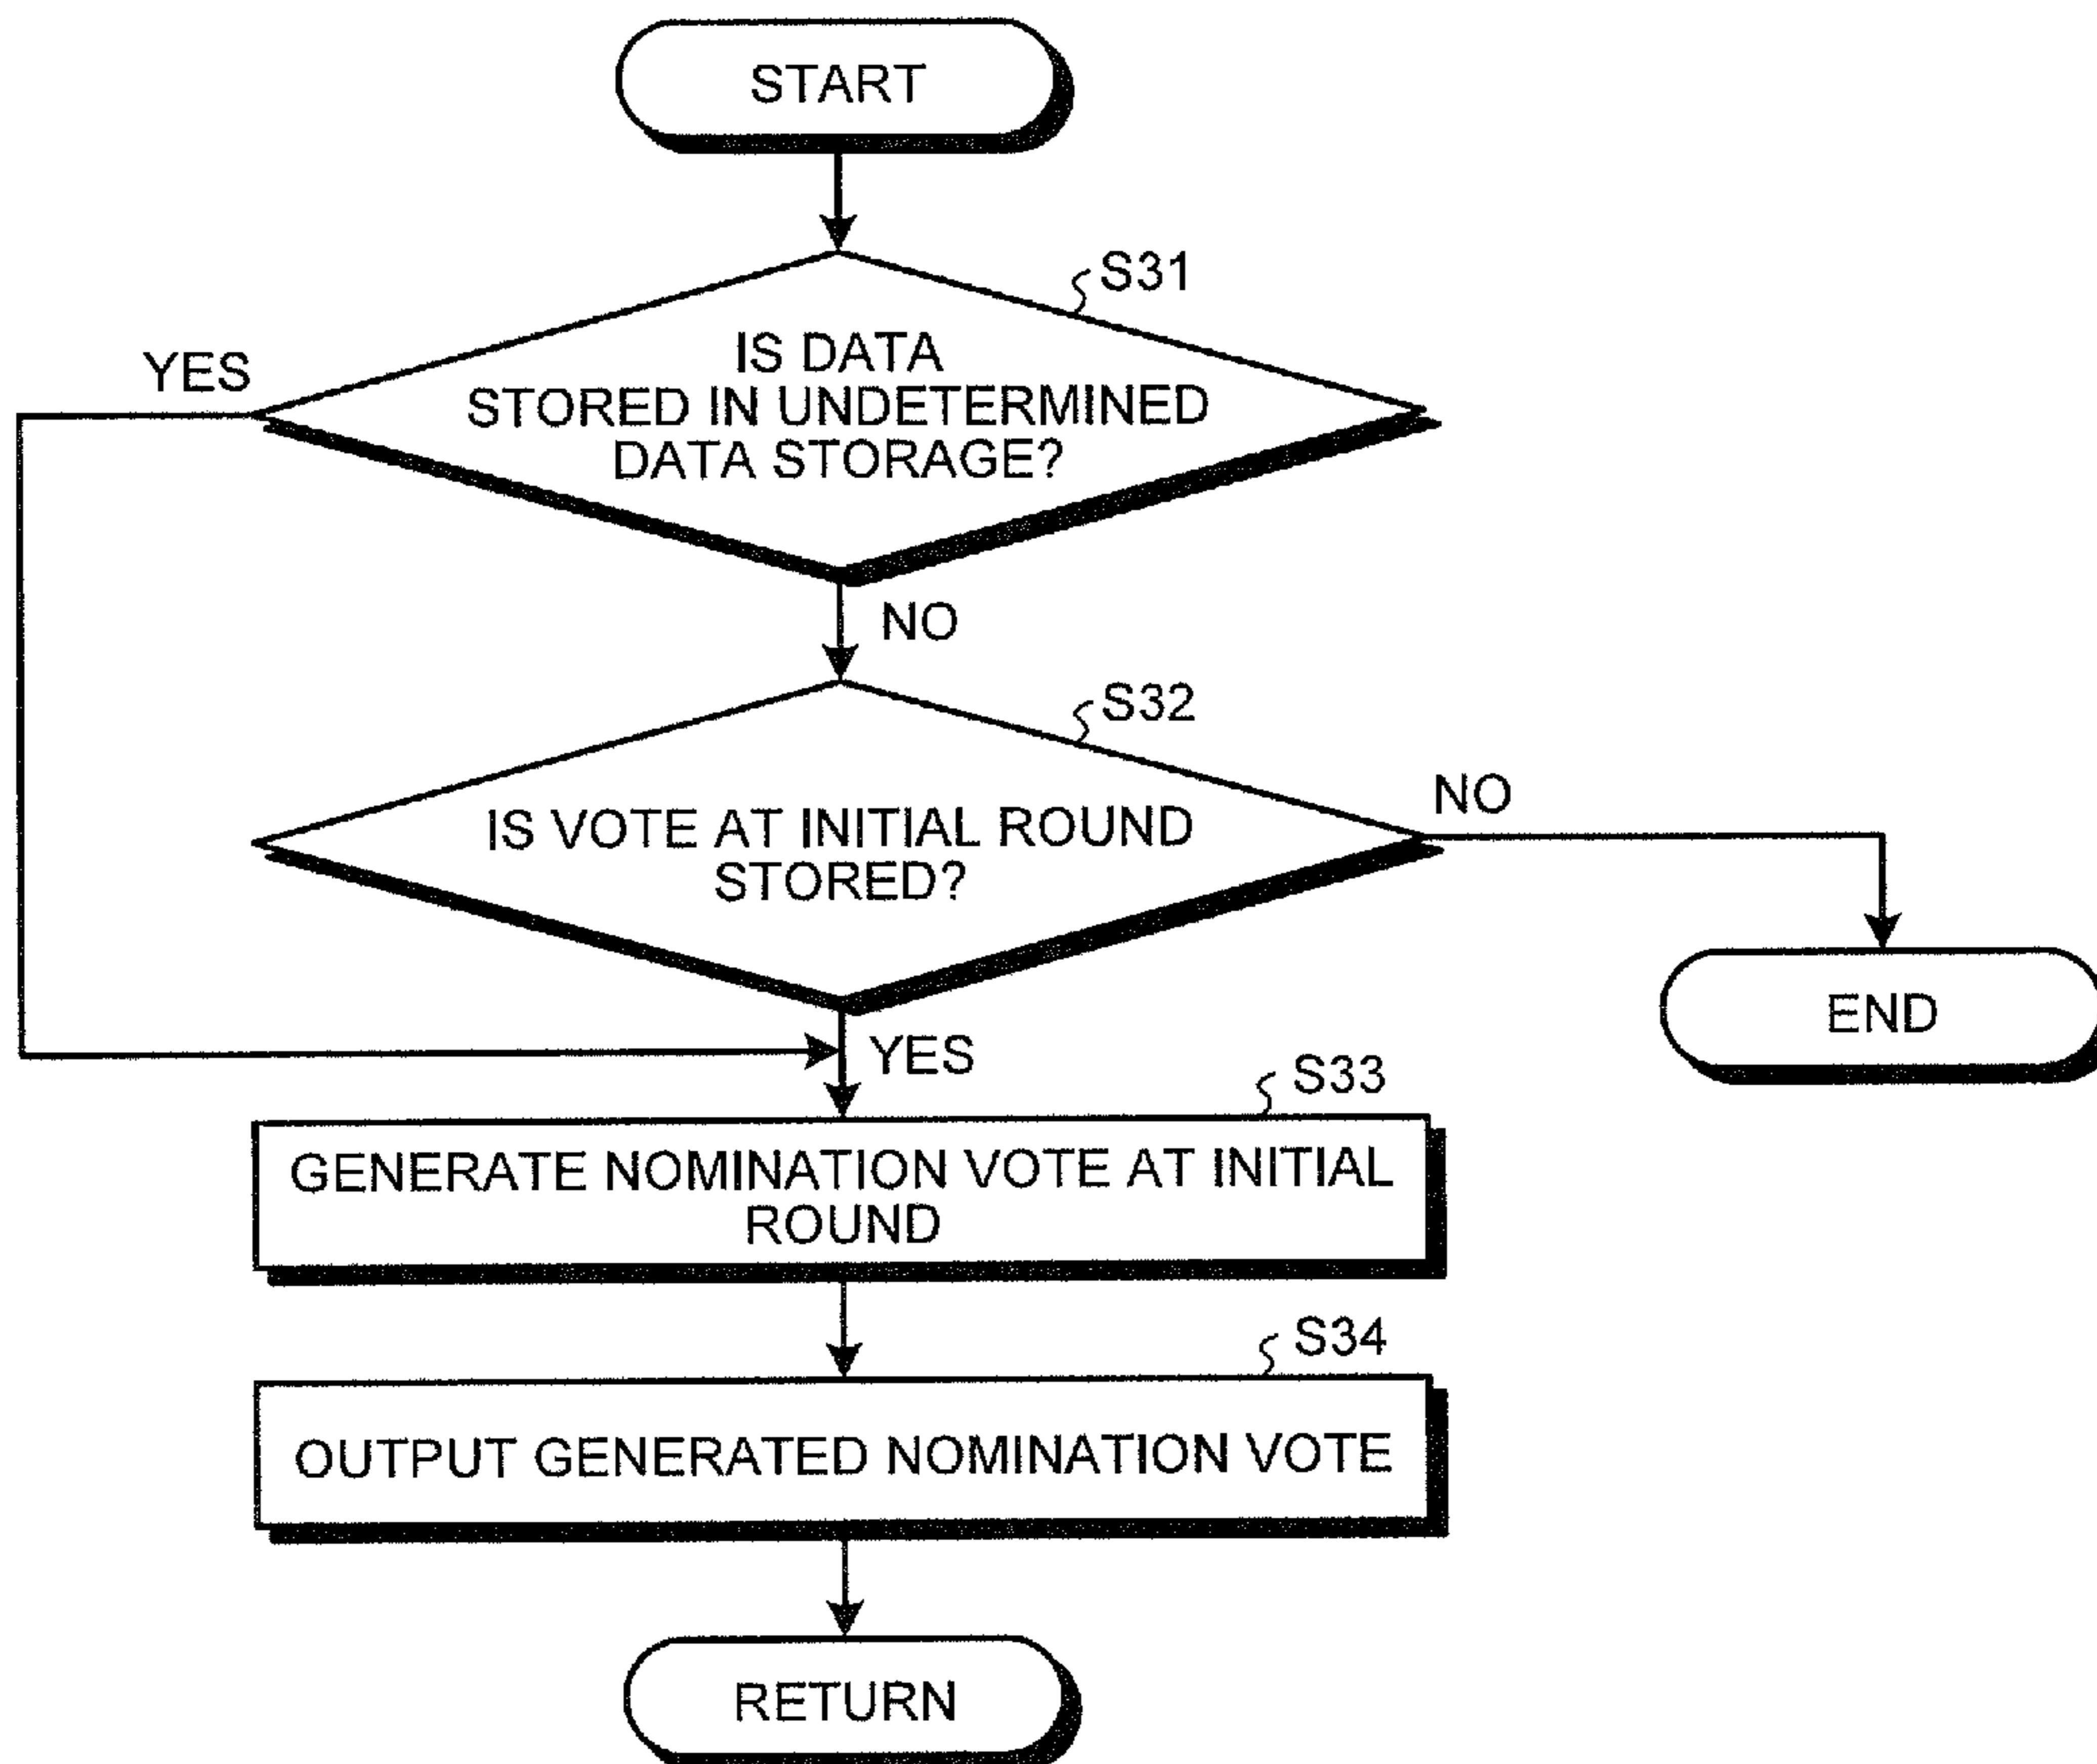 START
S31
IS DATA
STORED IN UNDETERMINED
DATA STORAGE?
YES
NO
S32
IS VOTE AT INITIAL ROUND
STORED?
NO
END
YES
S33
GENERATE NOMINATION VOTE AT INITIAL
ROUND
S34
OUTPUT GENERATED NOMINATION VOTE
RETURN